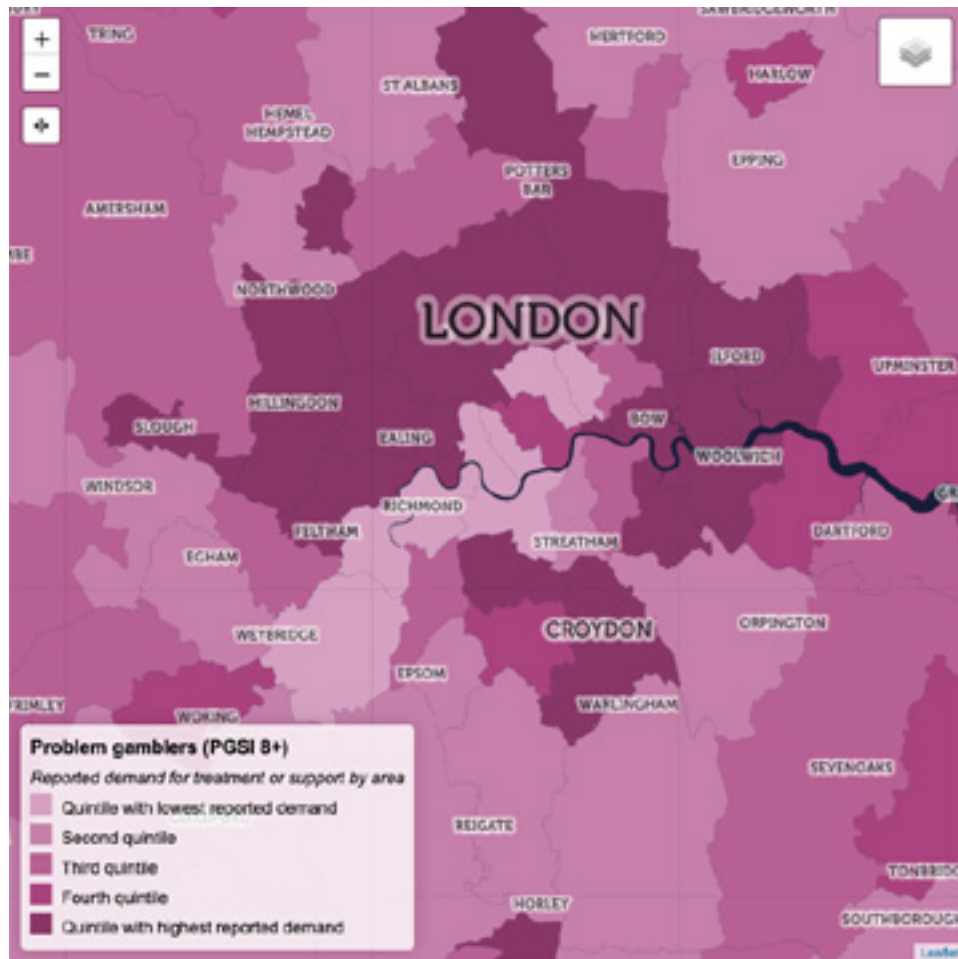 TRING
HERTFORD
HARLOW
ST ALBANS
HEMEL
HEMPSTEAD
EPPING
POTTERS
BAR
AMERSHAM
NORTHWOOD
LONDON
ILFORD
UPMINSTER
HILLINGDON
SLOUGH
BOW
EALING
WOOLWICH
WINDSOR
RICHMOND
GR
FELTHAM
STREATHAM
DARTFORD
EGHAM
WEYBRIDGE
CROYDON
ORPINGTON
EPSOM
FRIMLEY
WARLINGHAM
WOKING
Problem gamblers (PGSI 8+)
Reported demand for treatment or support by area
Quintile with lowest reported demand
Second quintile
Third quintile
Fourth quintile
Quintile with highest reported demand
SEVENOAKS
REIGATE
TONBRIDG
HORLEY
SOUTHBOROUGH
Leaflet